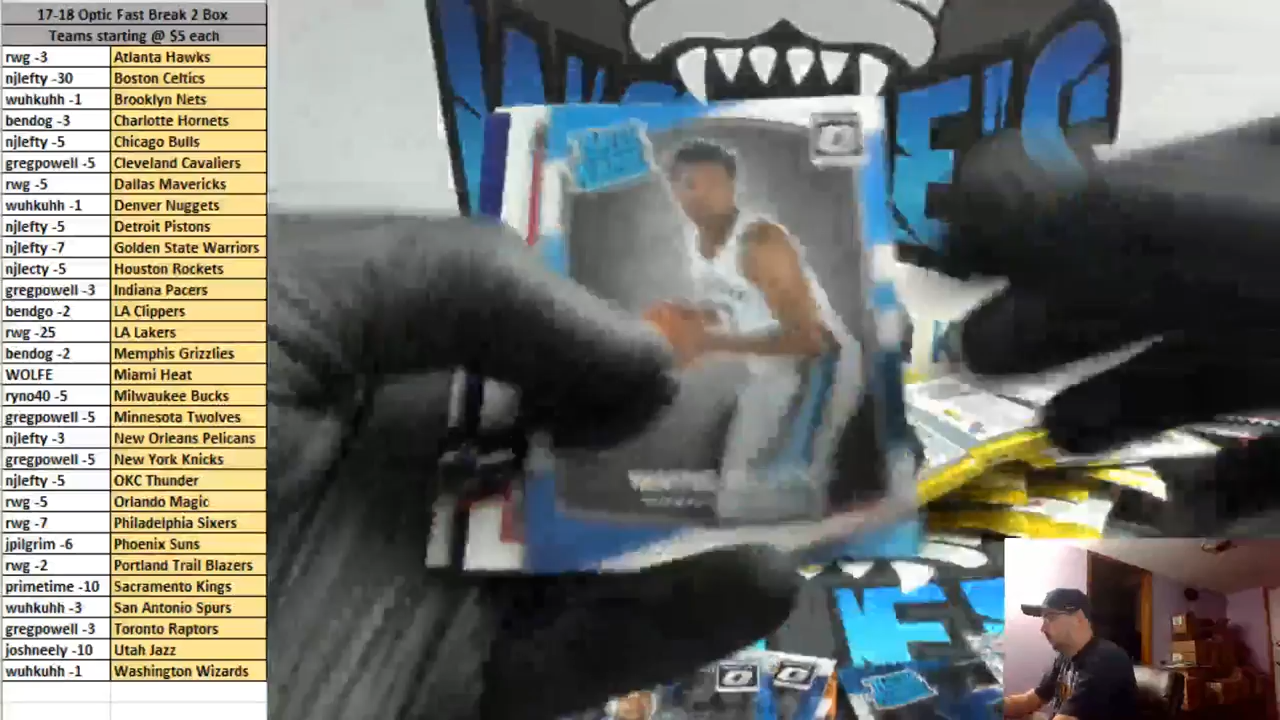 17-18 Optic Fast Break 2 Box
Teams starting @ $5 each
rwg -3 Atlanta Hawks
njlefty -30 Boston Celtics
wuhkuhh -1 Brooklyn Nets
bendog -3 Charlotte Hornets
njlefty -5 Chicago Bulls
gregpowell -5 Cleveland Cavaliers
rwg -5 Dallas Mavericks
wuhkuhh -1 Denver Nuggets
njlefty -5 Detroit Pistons
njlefty -7 Golden State Warriors
njlecty -5 Houston Rockets
gregpowell -3 Indiana Pacers
bendgo -2 LA Clippers
rwg -25 LA Lakers
bendog -2 Memphis Grizzlies
WOLFE Miami Heat
ryno40 -5 Milwaukee Bucks
gregpowell -5 Minnesota Twolves
njlefty -3 New Orleans Pelicans
gregpowell -5 New York Knicks
njlefty -5 OKC Thunder
rwg -5 Orlando Magic
rwg -7 Philadelphia Sixers
jpilgrim -6 Phoenix Suns
rwg -2 Portland Trail Blazers
primetime -10 Sacramento Kings
wuhkuhh -3 San Antonio Spurs
gregpowell -3 Toronto Raptors
joshneely -10 Utah Jazz
wuhkuhh -1 Washington Wizards